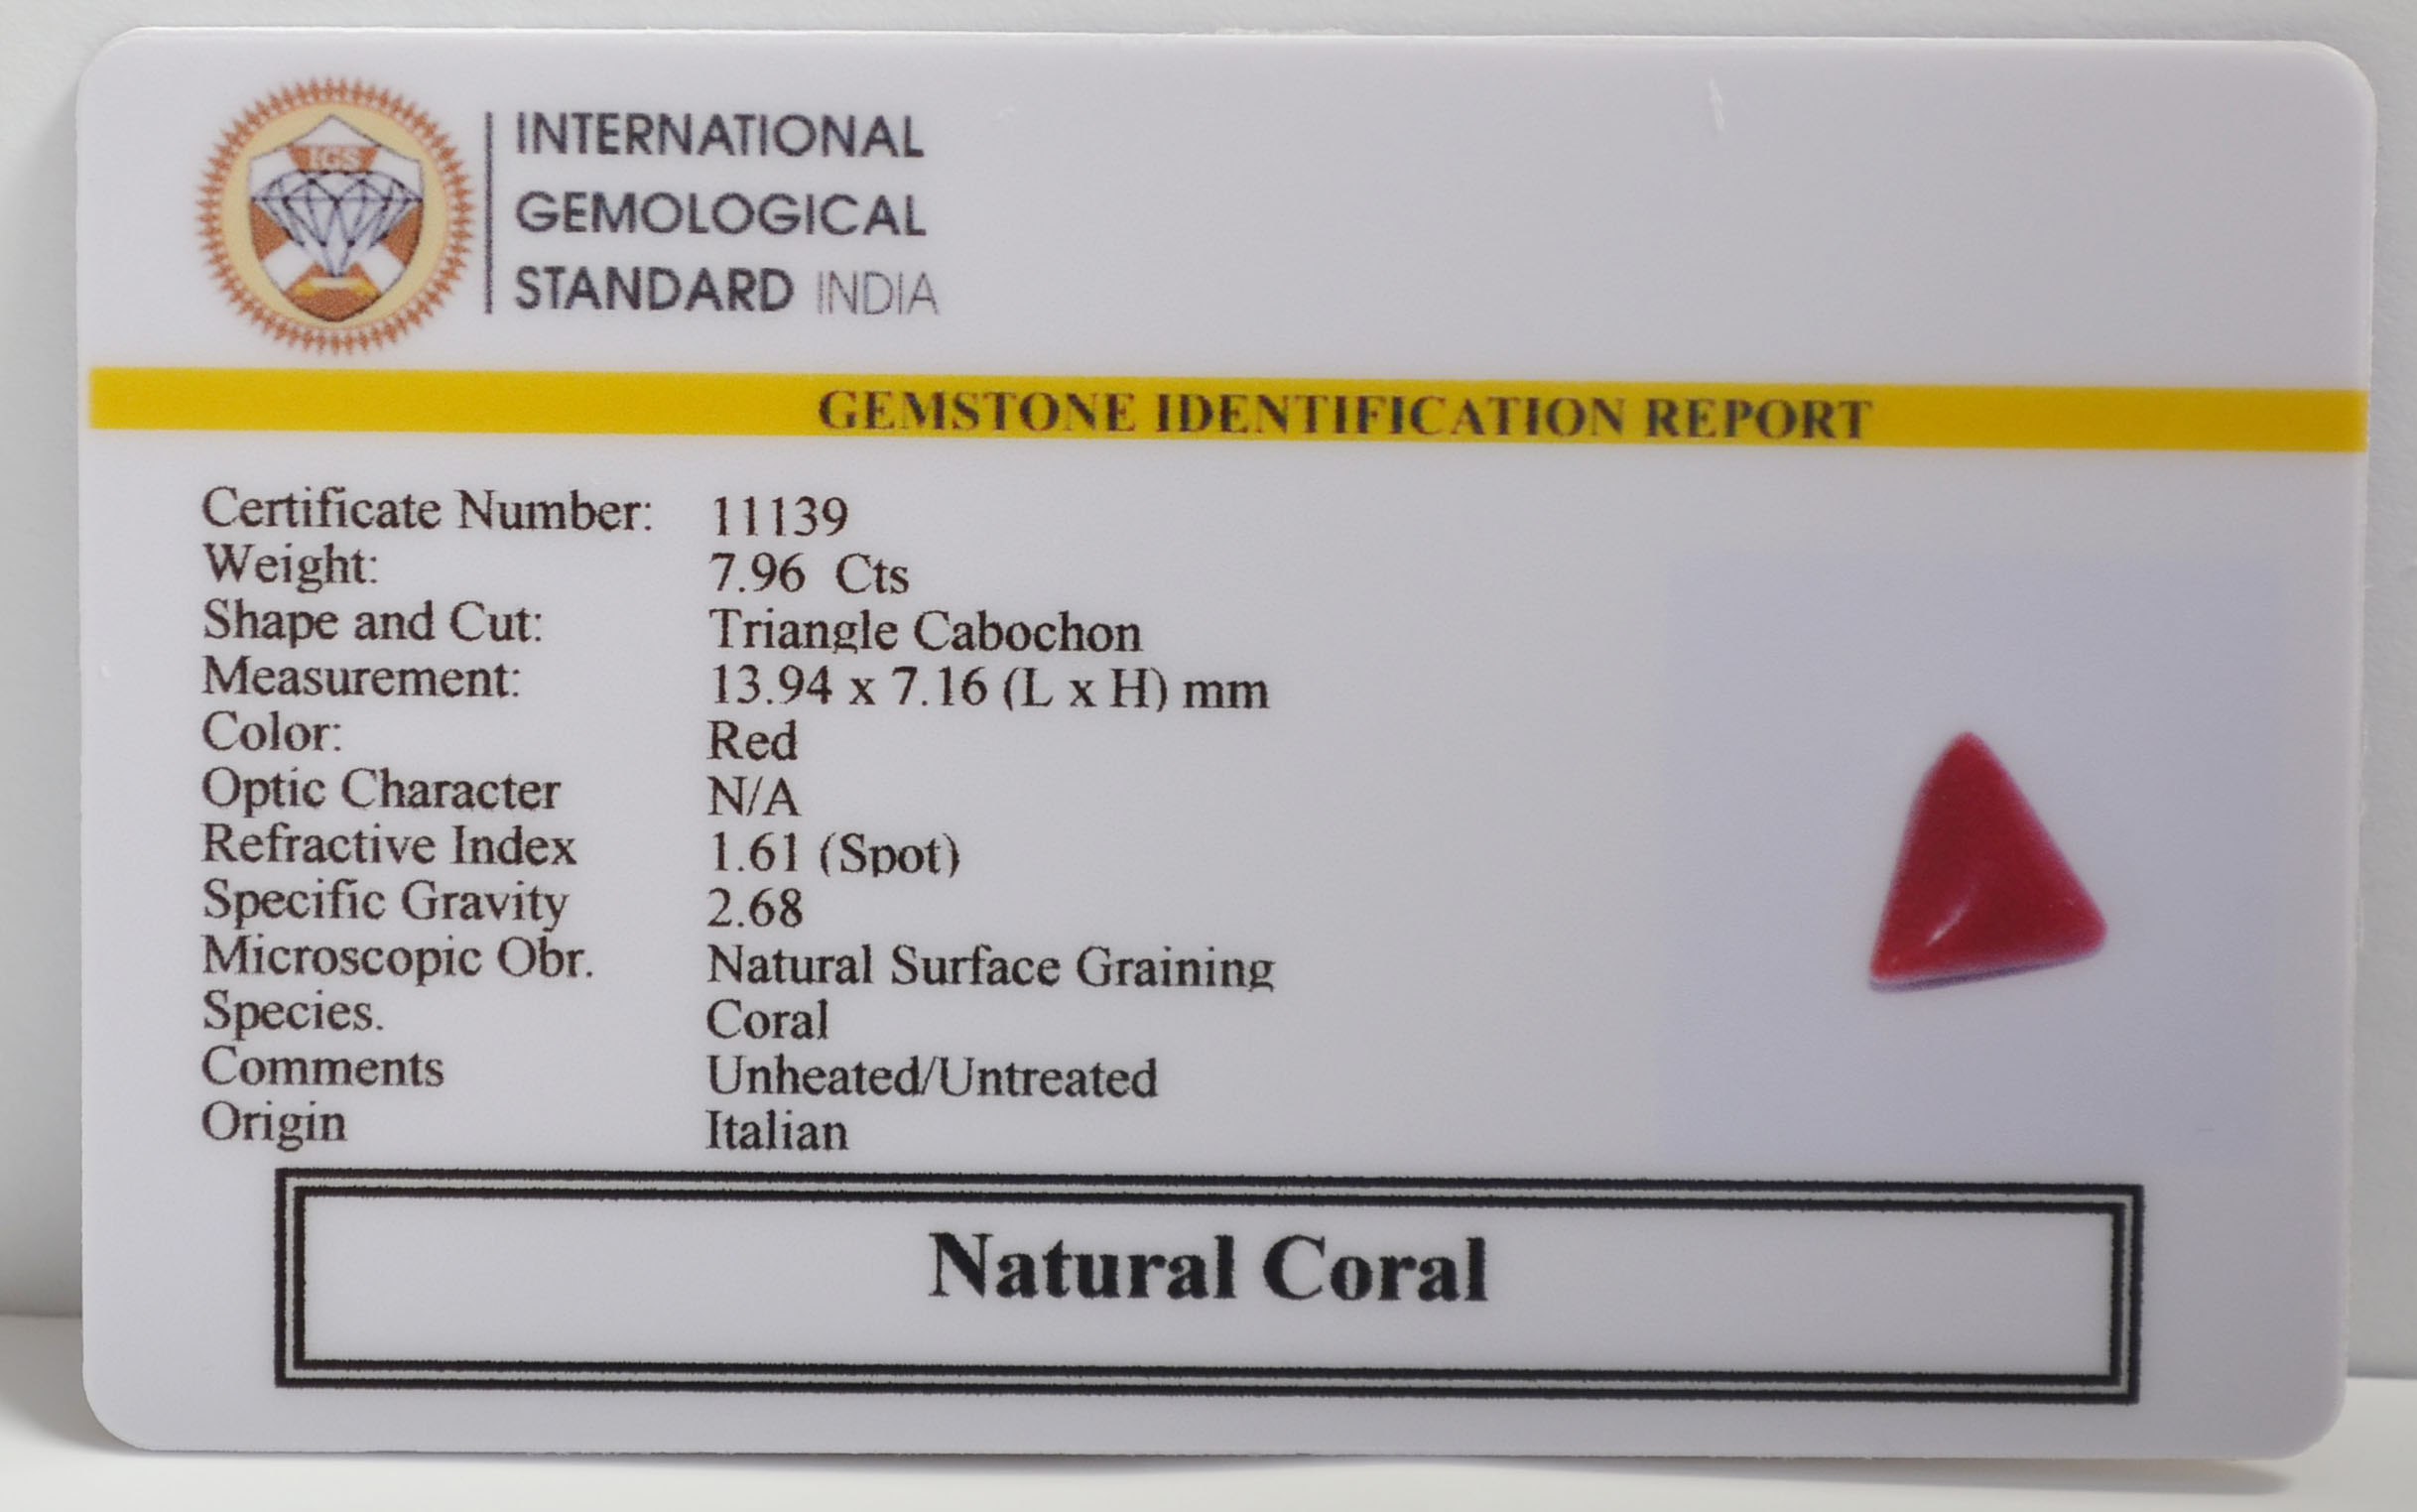 IGS
INTERNATIONAL
GEMOLOGICAL
STANDARD INDIA
GEMSTONE IDENTIFICATION REPORT
Certificate Number: 11139
Weight: 7.96 Cts
Shape and Cut: Triangle Cabochon
Measurement: 13.94 x 7.16 (L x H) mm
Color: Red
Optic Character N/A
Refractive Index 1.61 (Spot)
Specific Gravity 2.68
Microscopic Obr. Natural Surface Graining
Species. Coral
Comments Unheated/Untreated
Origin Italian
Natural Coral